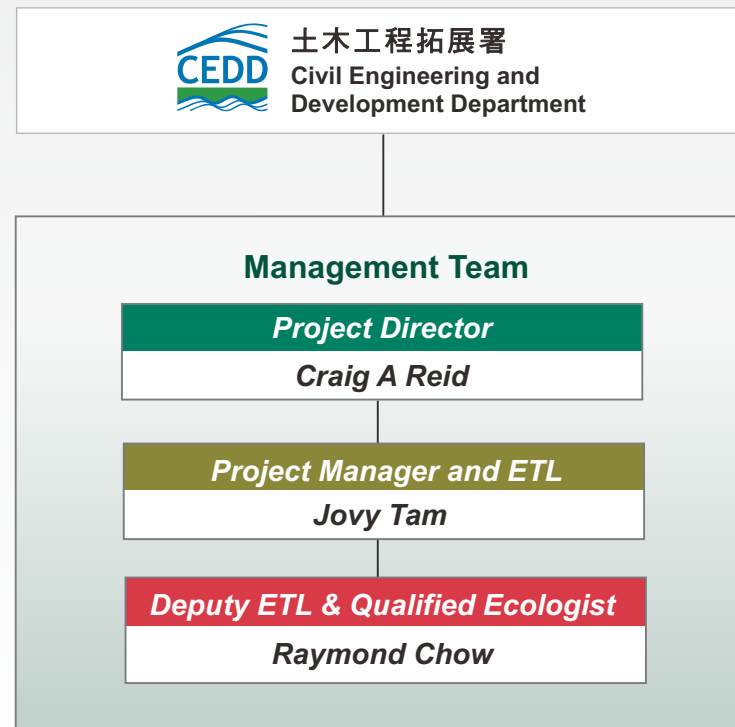 CEDD
土木工程拓展署
Civil Engineering and
Development Department
Management Team
Project Director
Craig A Reid
Project Manager and ETL
Jovy Tam
Deputy ETL & Qualified Ecologist
Raymond Chow